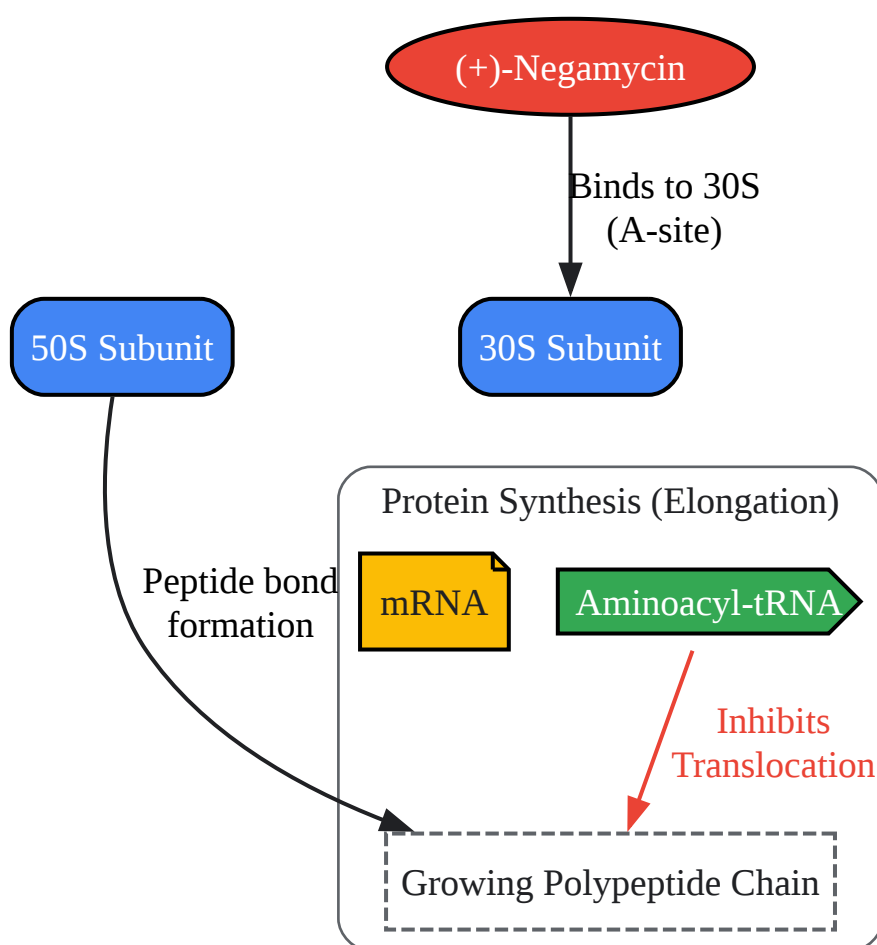 (+)-Negamycin
Binds to 30S
(A-site)
50S Subunit
30S Subunit
Protein Synthesis (Elongation)
Peptide bond
formation
mRNA
Aminoacyl-tRNA
Inhibits
Translocation
Growing Polypeptide Chain